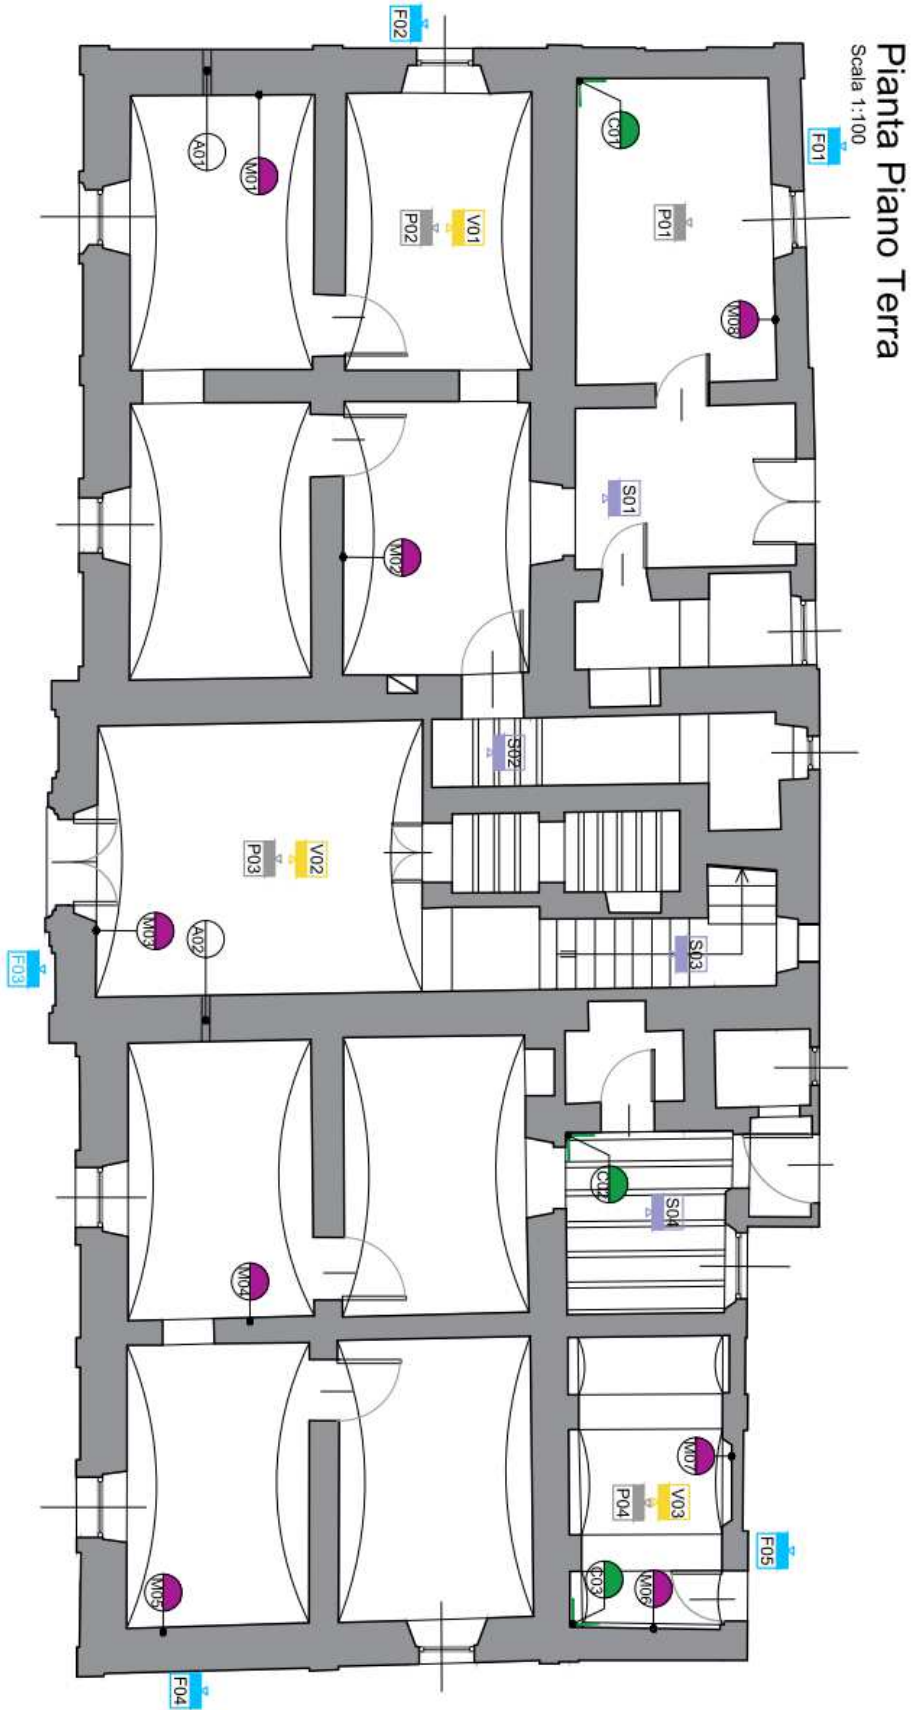 Pianta Piano Terra
Scala 1:100
F01
F05
M08
M07
S03
V03
P01
S04
M06
S01
P04
C01
C02
C03
S02
V01
P02
F02
M02
V02
P03
M01
M04
A01
A02
F04
M05
M03
F03